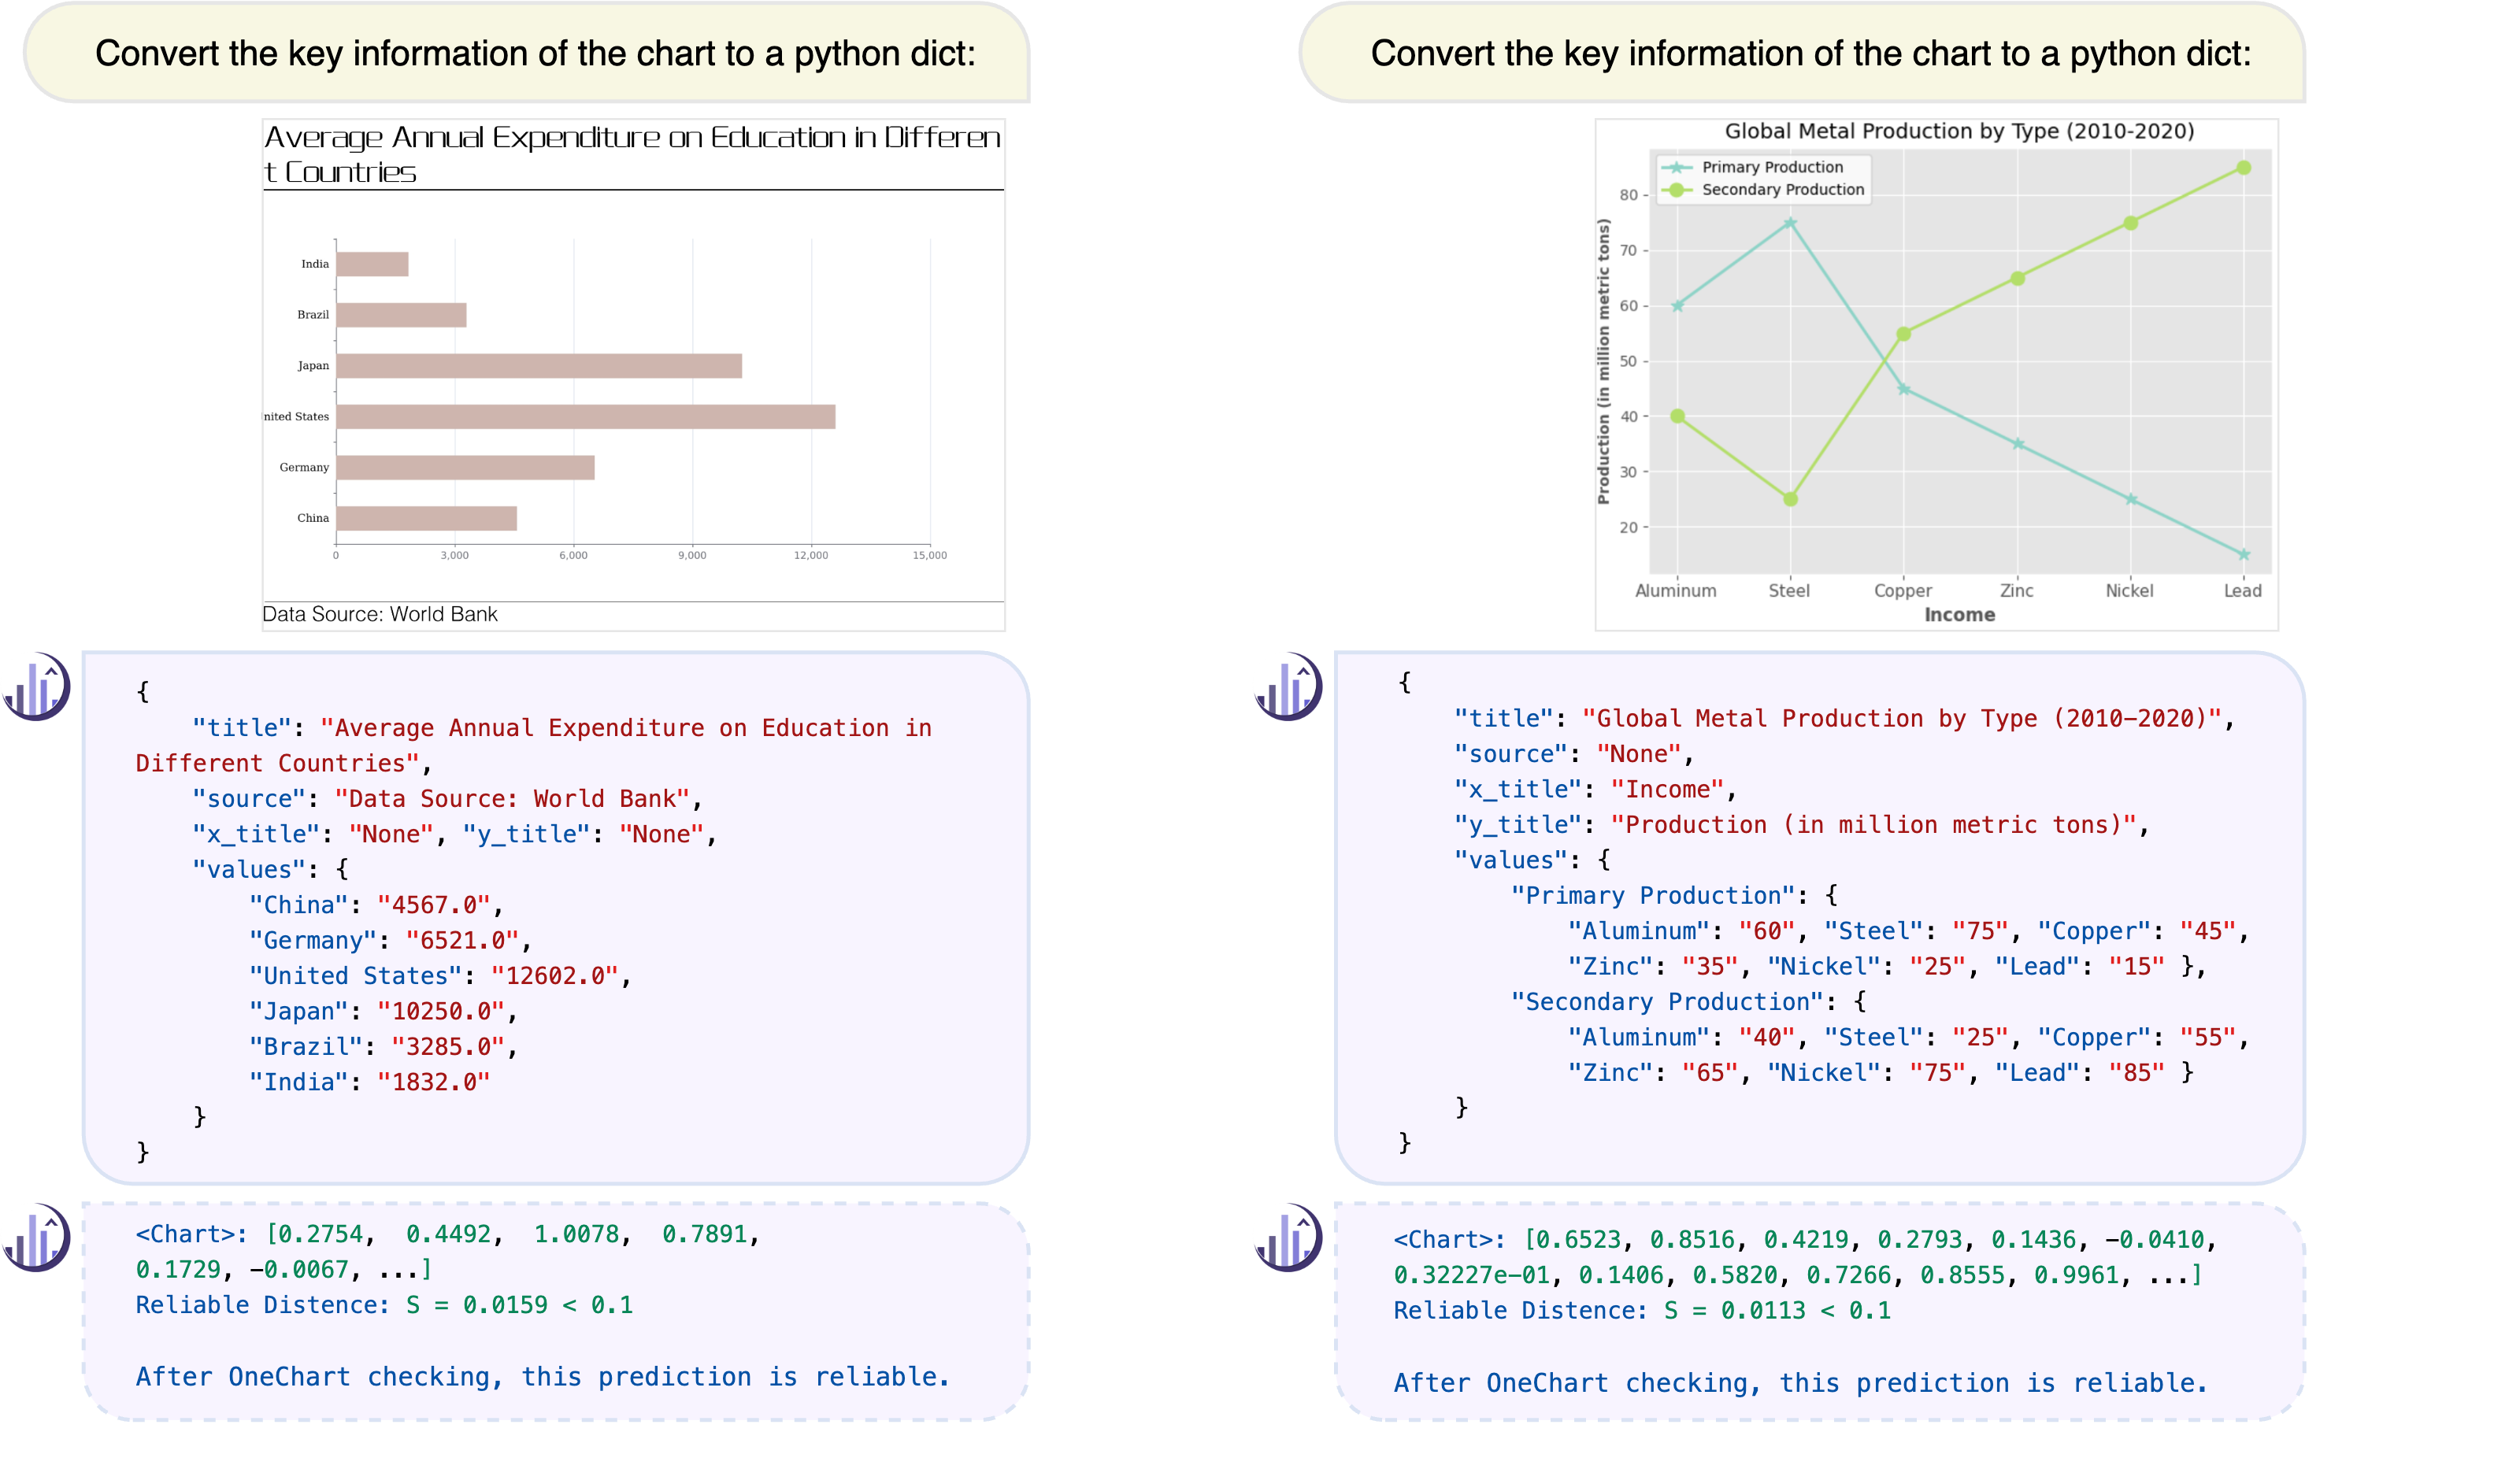 Convert the key information of the chart to a python dict:
Average Annual Expenditure on Education in Differen
t Countries
India
Brazil
Japan
nited States
Germany
China
0 3,000 6,000 9,000 12,000 15,000
Data Source: World Bank
{
"title": "Average Annual Expenditure on Education in
Different Countries",
"source": "Data Source: World Bank",
"x_title": "None", "y_title": "None",
"values": {
"China": "4567.0",
"Germany": "6521.0",
"United States": "12602.0",
"Japan": "10250.0",
"Brazil": "3285.0",
"India": "1832.0"
}
}
<Chart>: [0.2754, 0.4492, 1.0078, 0.7891,
0.1729, -0.0067, ...]
Reliable Distence: S = 0.0159 < 0.1
After OneChart checking, this prediction is reliable.
Convert the key information of the chart to a python dict:
Global Metal Production by Type (2010-2020)
Primary Production
Secondary Production
Production (in million metric tons)
80
70
60
50
40
30
20
Aluminum Steel Copper Zinc Nickel Lead
Income
{
"title": "Global Metal Production by Type (2010-2020)",
"source": "None",
"x_title": "Income",
"y_title": "Production (in million metric tons)",
"values": {
"Primary Production": {
"Aluminum": "60", "Steel": "75", "Copper": "45",
"Zinc": "35", "Nickel": "25", "Lead": "15" },
"Secondary Production": {
"Aluminum": "40", "Steel": "25", "Copper": "55",
"Zinc": "65", "Nickel": "75", "Lead": "85" }
}
}
<Chart>: [0.6523, 0.8516, 0.4219, 0.2793, 0.1436, -0.0410,
0.32227e-01, 0.1406, 0.5820, 0.7266, 0.8555, 0.9961, ...]
Reliable Distence: S = 0.0113 < 0.1
After OneChart checking, this prediction is reliable.